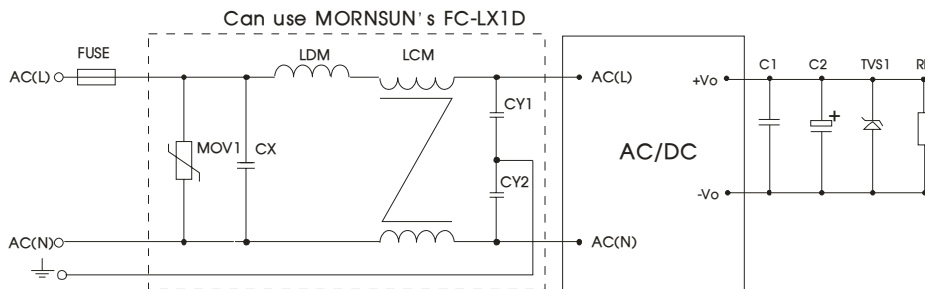 Can use MORNSUN's FC-LX1D
FUSE
LDM
LCM
C1
C2
TVS1
AC(L)
AC(L)
+Vo
CY1
+
MOV1
CX
AC/DC
CY2
-Vo
AC(N)
AC(N)